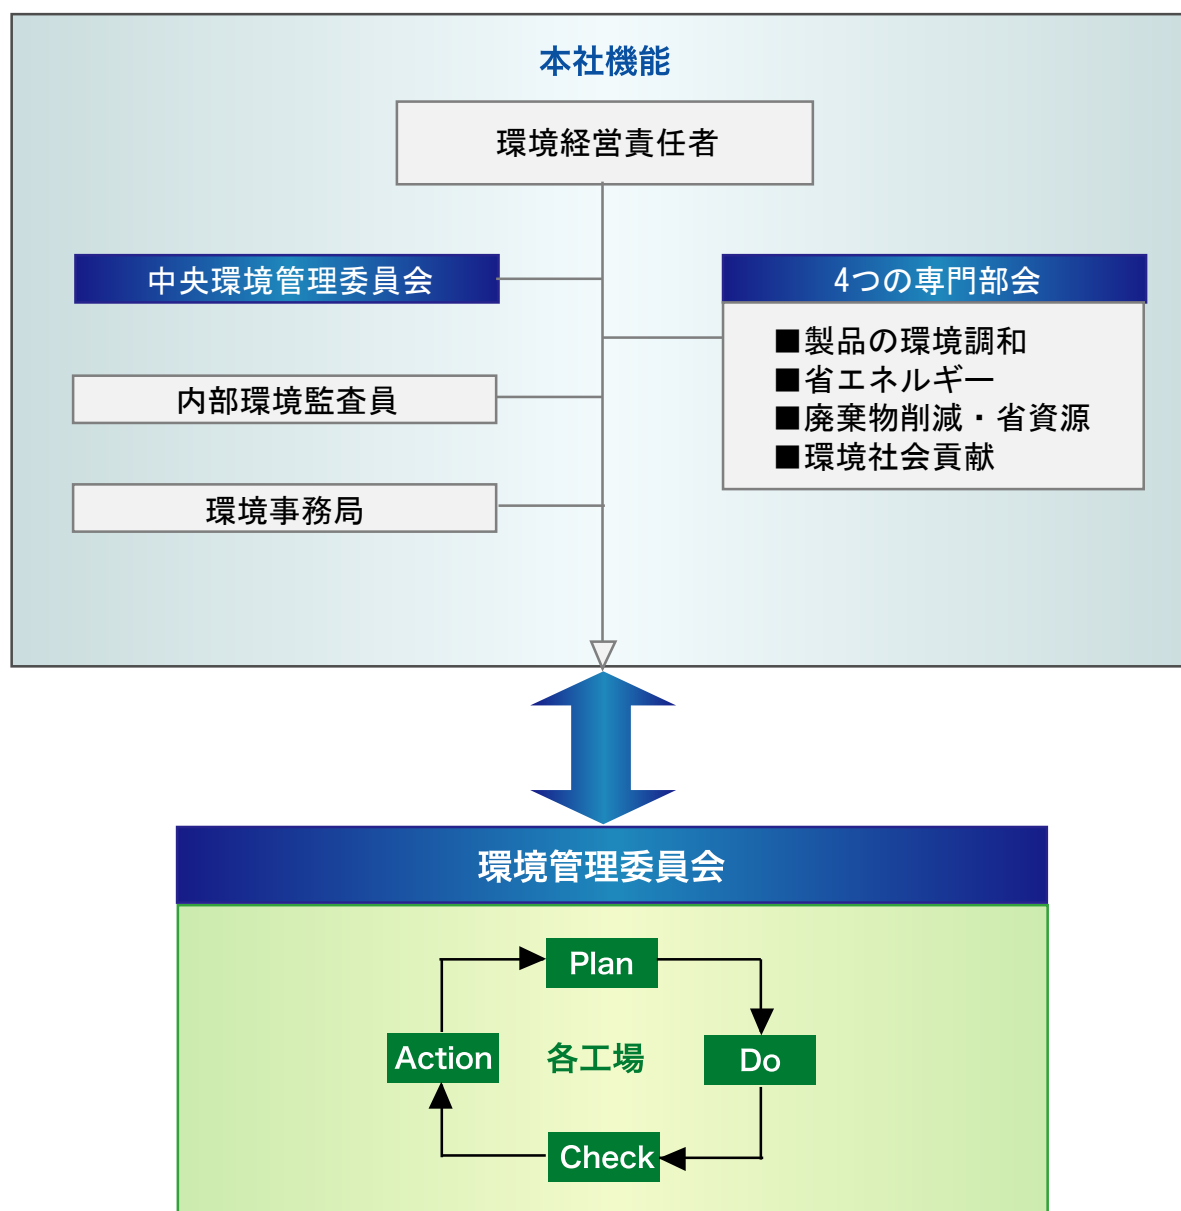 本社機能
環境経営責任者
中央環境管理委員会
内部環境監査員
環境事務局
4つの専門部会
■製品の環境調和
■省エネルギー
■廃棄物削減・省資源
■環境社会貢献
環境管理委員会
Plan
Action
各工場
Do
Check